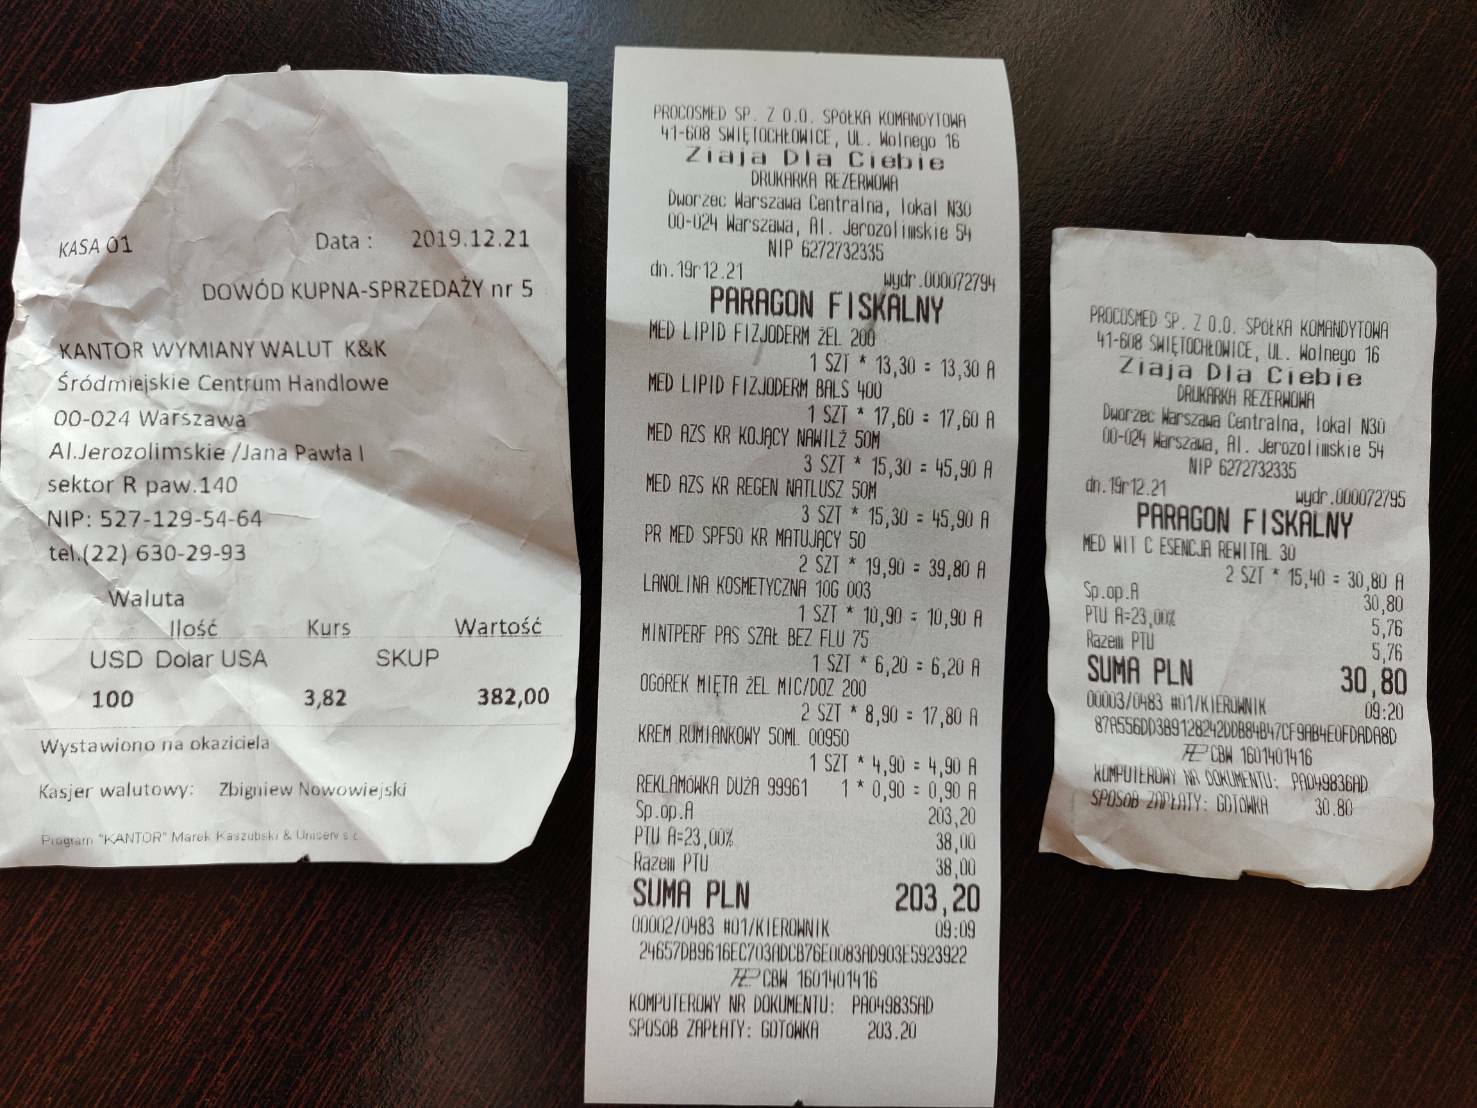 KASA 01 Data : 2019.12.21
DOWÓD KUPNA-SPRZEDAŻY nr 5
KANTOR WYMIANY WALUT K&K
Śródmiejskie Centrum Handlowe
00-024 Warszawa
Al.Jerozolimskie /Jana Pawła I
sektor R paw.140
NIP: 527-129-54-64
tel.(22) 630-29-93
Waluta
Ilość Kurs Wartość
USD Dolar USA SKUP
100 3,82 382,00
Wystawiono na okaziciela
Kasjer walutowy: Zbigniew Nowowiejski
Program "KANTOR" Marek Kaszubski & Uniserv s.c.
PROCOSMED SP. Z O.O. SPÓŁKA KOMANDYTOWA
41-608 ŚWIĘTOCHŁOWICE, UL. Wolnego 16
Ziaja Dla Ciebie
DRUKARKA REZERWOWA
Dworzec Warszawa Centralna, lokal N30
00-024 Warszawa, Al. Jerozolimskie 54
NIP 6272732335
dn.19r12.21 wydr.000072794
PARAGON FISKALNY
MED LIPID FIZJODERM ŻEL 200
1 SZT * 13,30 = 13,30 A
MED LIPID FIZJODERM BALS 400
1 SZT * 17,60 = 17,60 A
MED AZS KR KOJĄCY NAWILŻ 50M
3 SZT * 15,30 = 45,90 A
MED AZS KR REGEN NATLUSZ 50M
3 SZT * 15,30 = 45,90 A
PR MED SPF50 KR MATUJĄCY 50
2 SZT * 19,90 = 39,80 A
LANOLINA KOSMETYCZNA 10G 003
1 SZT * 10,90 = 10,90 A
MINTPERF PAS SZAŁ BEZ FLU 75
1 SZT * 6,20 = 6,20 A
OGÓREK MIĘTA ŻEL MIC/DOZ 200
2 SZT * 8,90 = 17,80 A
KREM RUMIANKOWY 50ML 00950
1 SZT * 4,90 = 4,90 A
REKLAMÓWKA DUŻA 99961 1 * 0,90 = 0,90 A
Sp.op.A 203,20
PTU A=23,00% 38,00
Razem PTU 38,00
SUMA PLN 203,20
00002/0483 #01/KIEROWNIK 09:09
24657DB9616EC703ADCB76E0083AD903E5923922
CBW 1601401416
KOMPUTEROWY NR DOKUMENTU: PA049835AD
SPOSÓB ZAPŁATY: GOTÓWKA 203.20
PROCOSMED SP. Z O.O. SPÓŁKA KOMANDYTOWA
41-608 ŚWIĘTOCHŁOWICE, UL. Wolnego 16
Ziaja Dla Ciebie
DRUKARKA REZERWOWA
Dworzec Warszawa Centralna, lokal N30
00-024 Warszawa, Al. Jerozolimskie 54
NIP 6272732335
dn.19r12.21 wydr.000072795
PARAGON FISKALNY
MED WIT C ESENCJA REWITAL 30
2 SZT * 15,40 = 30,80 A
Sp.op.A 30,80
PTU A=23,00% 5,76
Razem PTU 5,76
SUMA PLN 30,80
00003/0483 #01/KIEROWNIK 09:20
87A556DD389128242DDB84B47CF9AB4E0FDADA8D
CBW 1601401416
KOMPUTEROWY NR DOKUMENTU: PA049836AD
SPOSÓB ZAPŁATY: GOTÓWKA 30.80